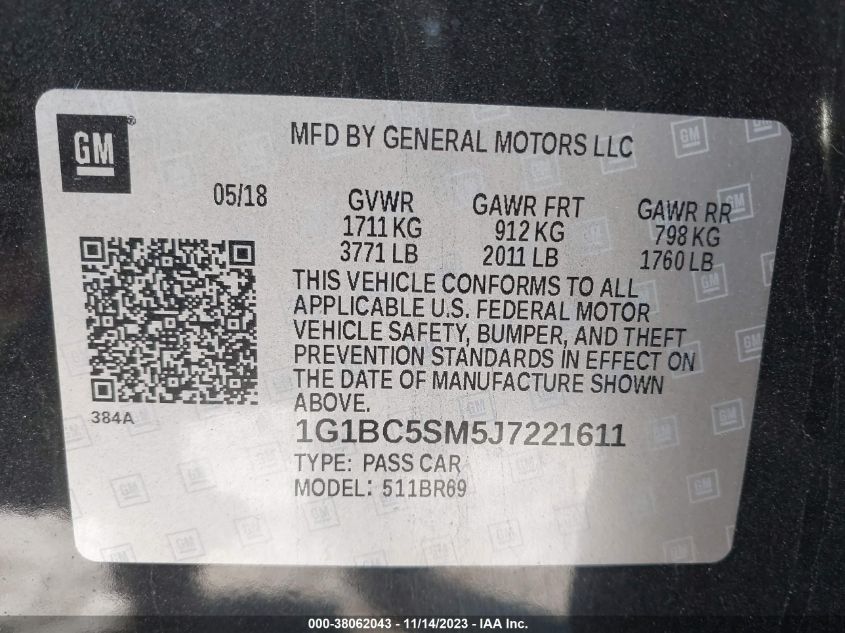 GM ®
MFD BY GENERAL MOTORS LLC
05/18
GVWR
1711 KG
3771 LB
GAWR FRT
912 KG
2011 LB
GAWR RR
798 KG
1760 LB
THIS VEHICLE CONFORMS TO ALL
APPLICABLE U.S. FEDERAL MOTOR
VEHICLE SAFETY, BUMPER, AND THEFT
PREVENTION STANDARDS IN EFFECT ON
THE DATE OF MANUFACTURE SHOWN
ABOVE.
384A
1G1BC5SM5J7221611
TYPE: PASS CAR
MODEL: 511BR69
000-38062043 - 11/14/2023 - IAA Inc.